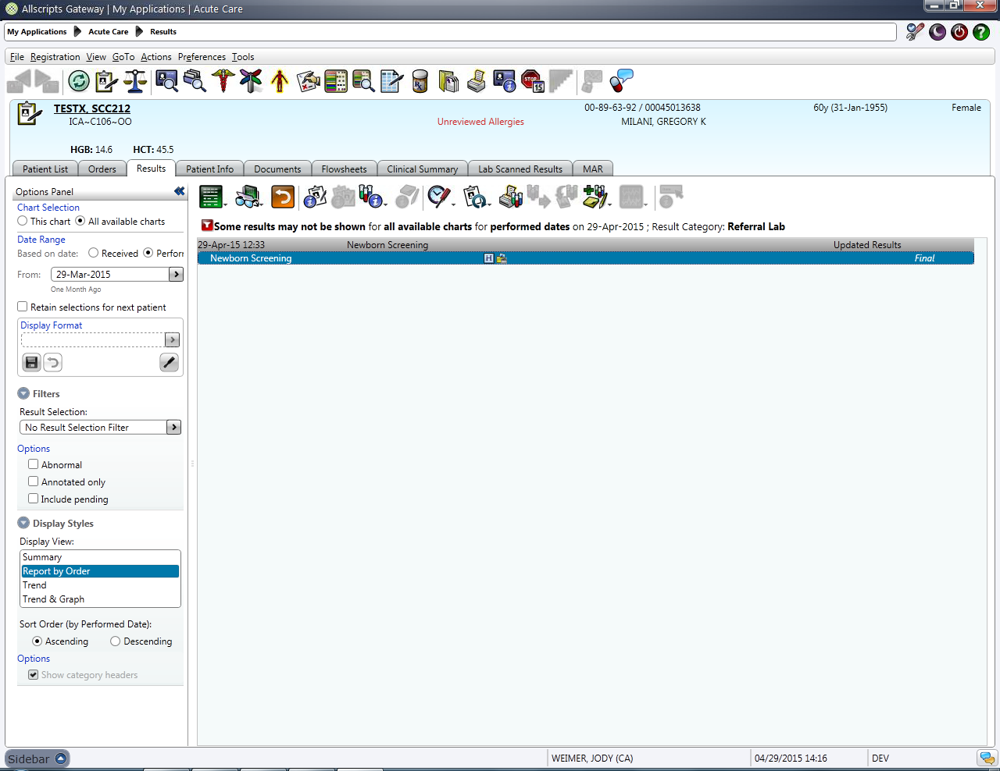 Allscripts Gateway | My Applications | Acute Care
My Applications Acute Care Results
File Registration View GoTo Actions Preferences Tools
TESTX, SCC212 00-89-63-92 / 00045013638 60y (31-Jan-1955) Female
ICA~C106~OO Unreviewed Allergies MILANI, GREGORY K
HGB: 14.6 HCT: 45.5
Patient List Orders Results Patient Info Documents Flowsheets Clinical Summary Lab Scanned Results MAR
Options Panel
Chart Selection
This chart All available charts
Date Range
Based on date: Received Perforr
From: 29-Mar-2015
One Month Ago
Retain selections for next patient
Display Format
Filters
Result Selection:
No Result Selection Filter
Options
Abnormal
Annotated only
Include pending
Display Styles
Display View:
Summary
Report by Order
Trend
Trend & Graph
Sort Order (by Performed Date):
Ascending Descending
Options
Show category headers
Some results may not be shown for all available charts for performed dates on 29-Apr-2015 ; Result Category: Referral Lab
29-Apr-15 12:33 Newborn Screening Updated Results
Newborn Screening H Final
Sidebar WEIMER, JODY (CA) 04/29/2015 14:16 DEV